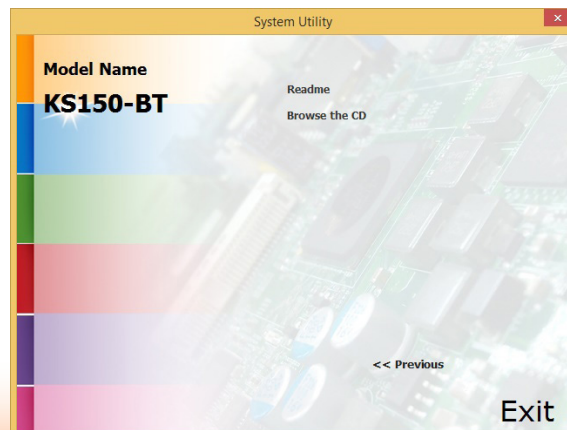 System Utility
Model Name
KS150-BT
Readme
Browse the CD
<< Previous
Exit